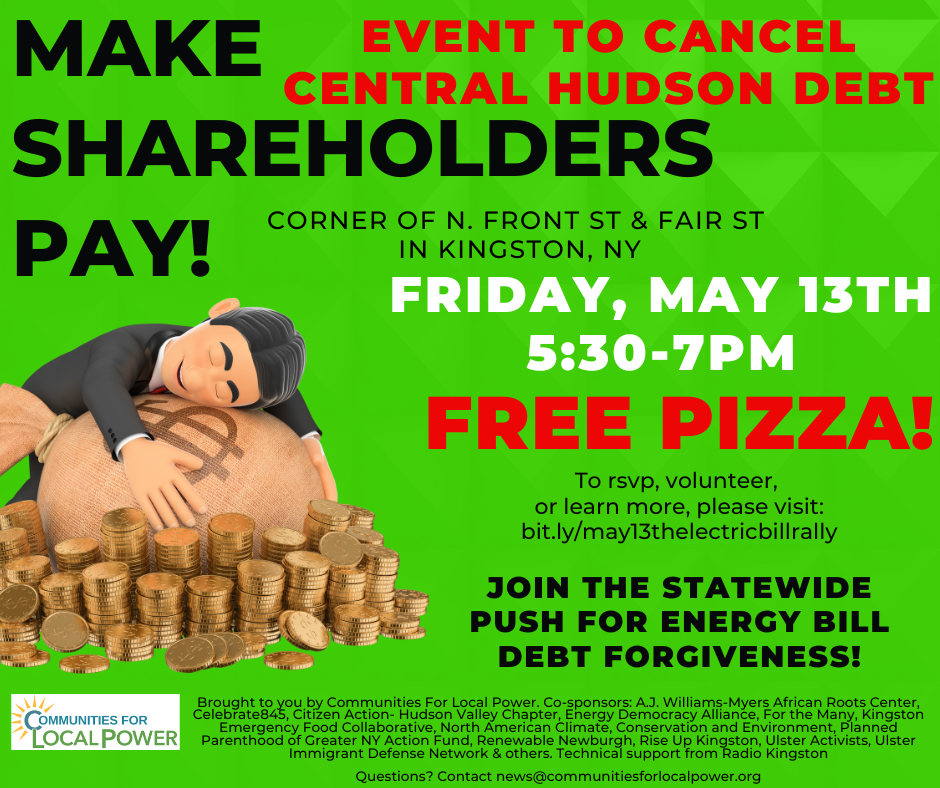 MAKE
EVENT TO CANCEL
CENTRAL HUDSON DEBT
SHAREHOLDERS
PAY!
CORNER OF N. FRONT ST & FAIR ST
IN KINGSTON, NY
FRIDAY, MAY 13TH
5:30-7PM
FREE PIZZA!
To rsvp, volunteer,
or learn more, please visit:
bit.ly/may13thelectricbillrally
JOIN THE STATEWIDE
PUSH FOR ENERGY BILL
DEBT FORGIVENESS!
COMMUNITIES FOR
LOCAL POWER
Brought to you by Communities For Local Power. Co-sponsors: A.J. Williams-Myers African Roots Center,
Celebrate845, Citizen Action- Hudson Valley Chapter, Energy Democracy Alliance, For the Many, Kingston
Emergency Food Collaborative, North American Climate, Conservation and Environment, Planned
Parenthood of Greater NY Action Fund, Renewable Newburgh, Rise Up Kingston, Ulster Activists, Ulster
Immigrant Defense Network & others. Technical support from Radio Kingston
Questions? Contact news@communitiesforlocalpower.org